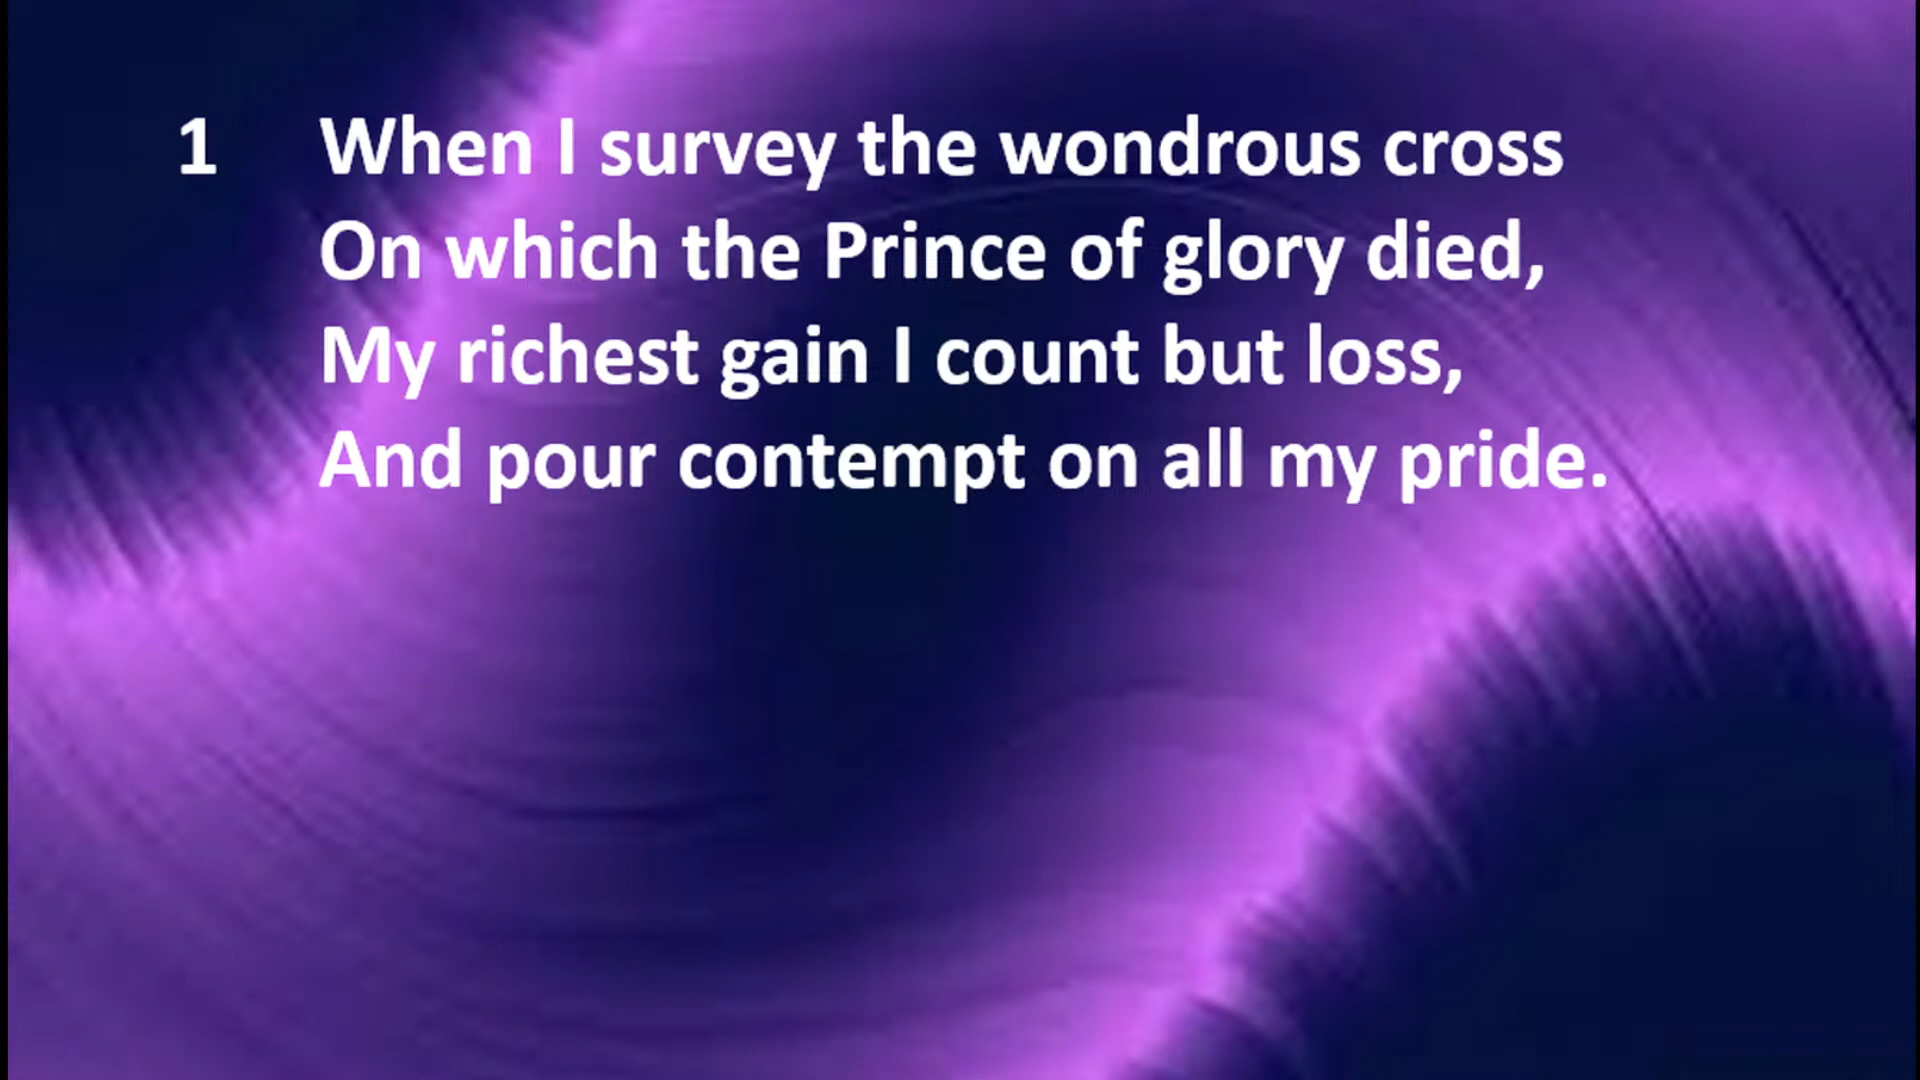 1 When I survey the wondrous cross
On which the Prince of glory died,
My richest gain I count but loss,
And pour contempt on all my pride.